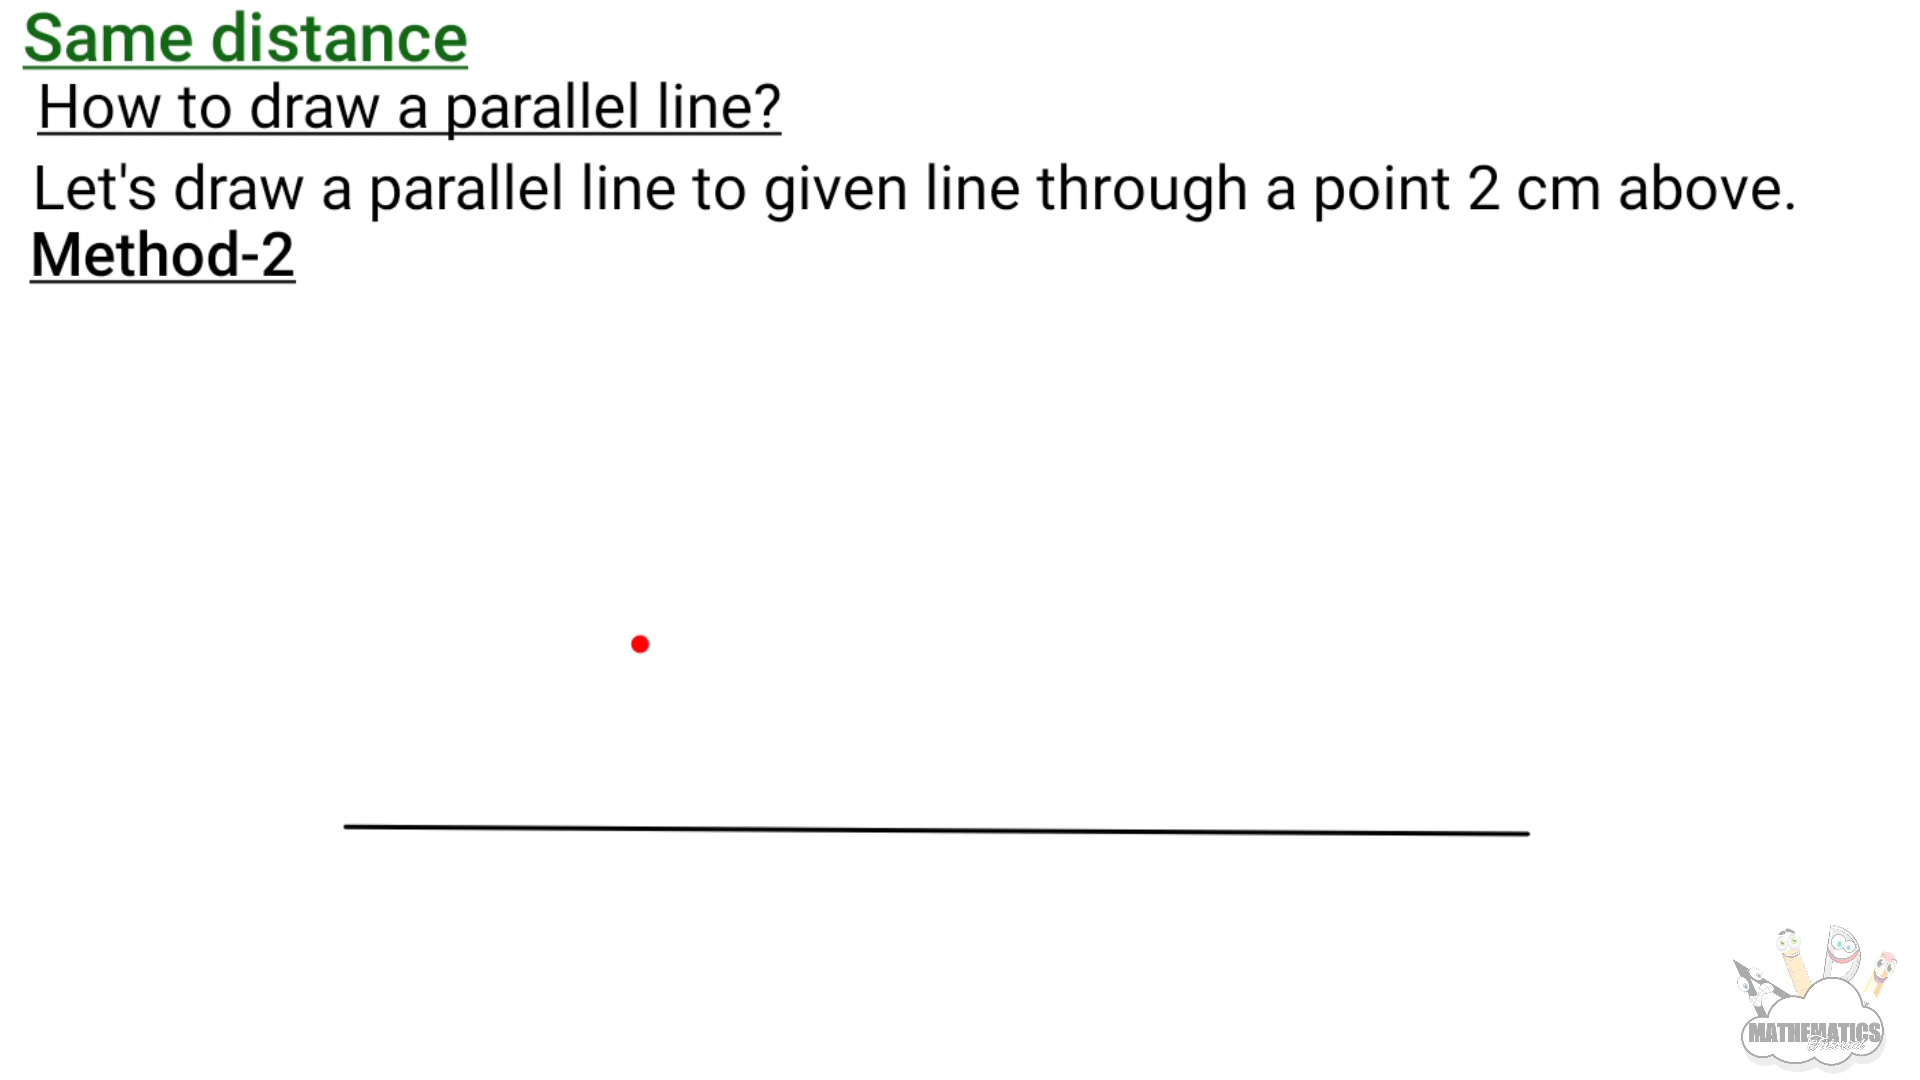 Same distance
How to draw a parallel line?
Let's draw a parallel line to given line through a point 2 cm above.
Method-2
MATHEMATICS
Tutorial